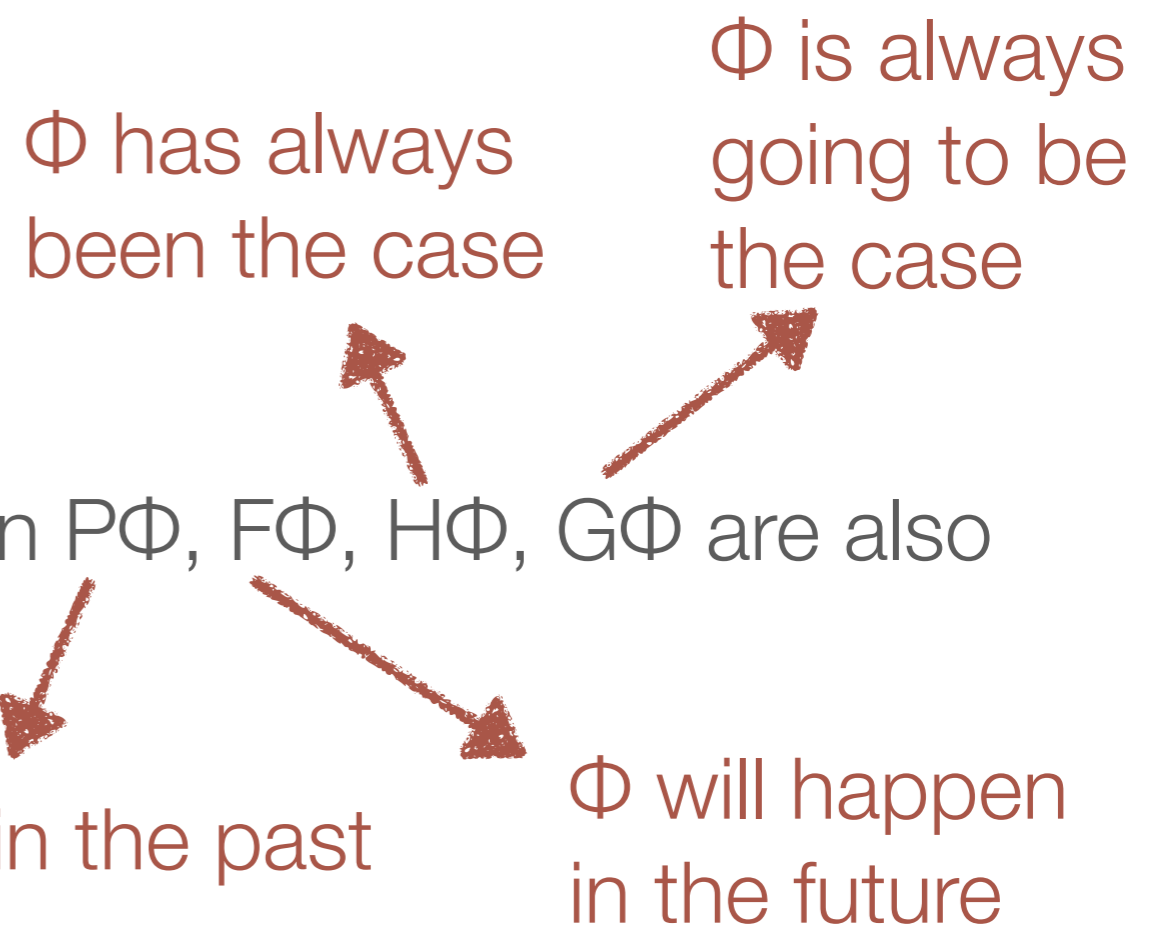 Φ is always
going to be
the case
Φ has always
been the case
n PΦ, FΦ, HΦ, GΦ are also
in the past
Φ will happen
in the future